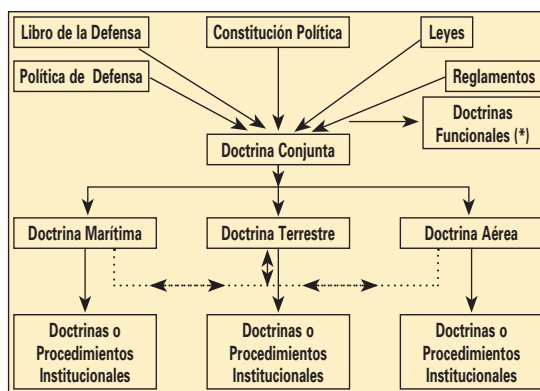 Libro de la Defensa
Constitución Política
Leyes
Política de Defensa
Reglamentos
Doctrinas
Funcionales (*)
Doctrina Conjunta
Doctrina Marítima
Doctrina Terrestre
Doctrina Aérea
Doctrinas o
Procedimientos
Institucionales
Doctrinas o
Procedimientos
Institucionales
Doctrinas o
Procedimientos
Institucionales